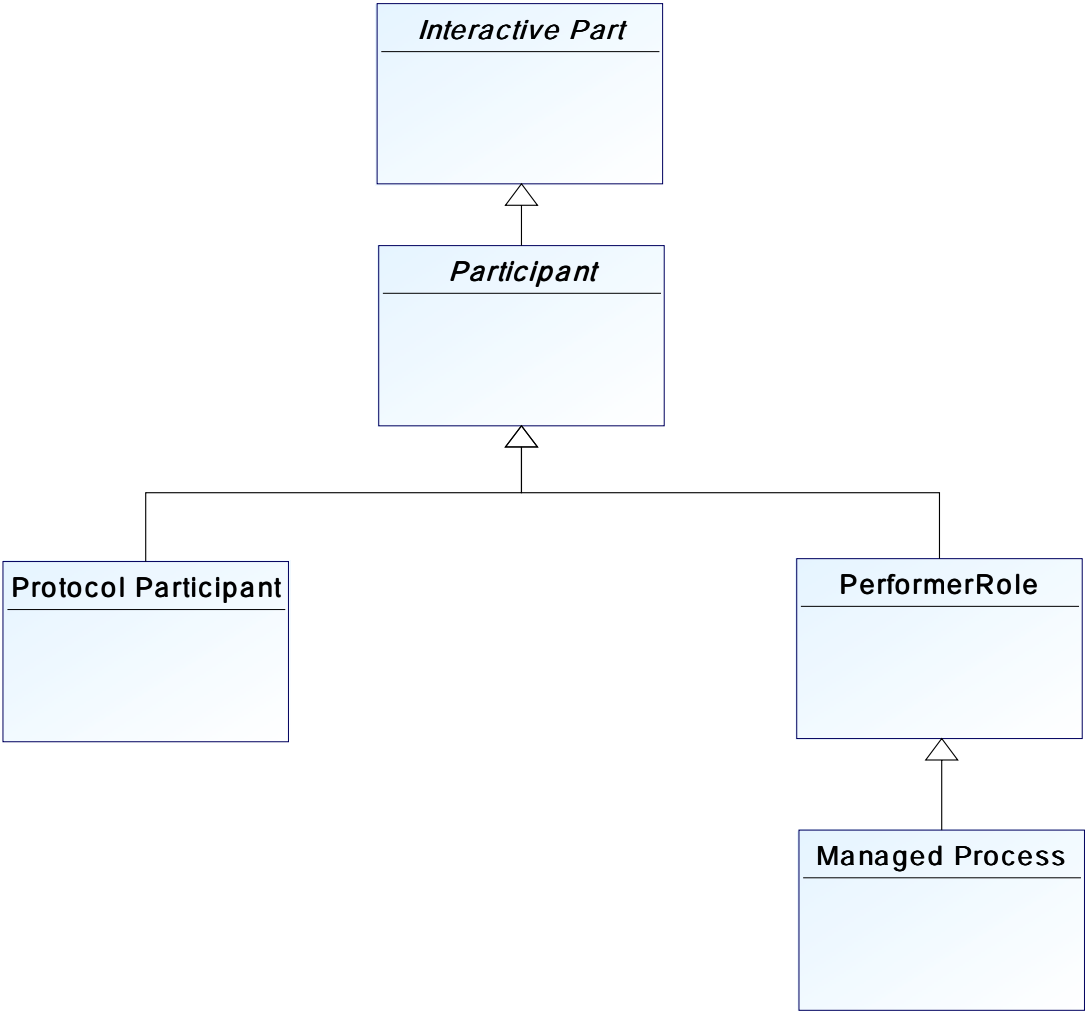 Interactive Part
Participant
Protocol Participant
PerformerRole
Managed Process